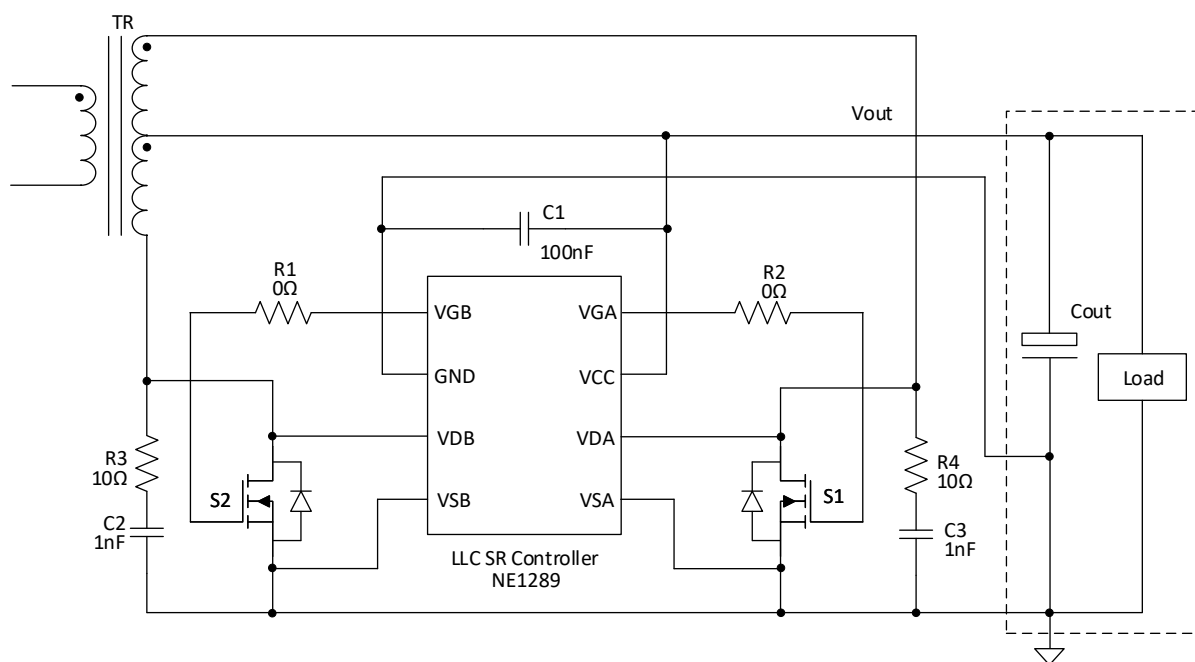 TR
Vout
C1
100nF
R1
0Ω
R2
0Ω
Cout
VGB
VGA
GND
VCC
Load
VDB
VDA
R3
10Ω
R4
10Ω
S2
VSB
VSA
S1
C2
1nF
C3
1nF
LLC SR Controller
NE1289